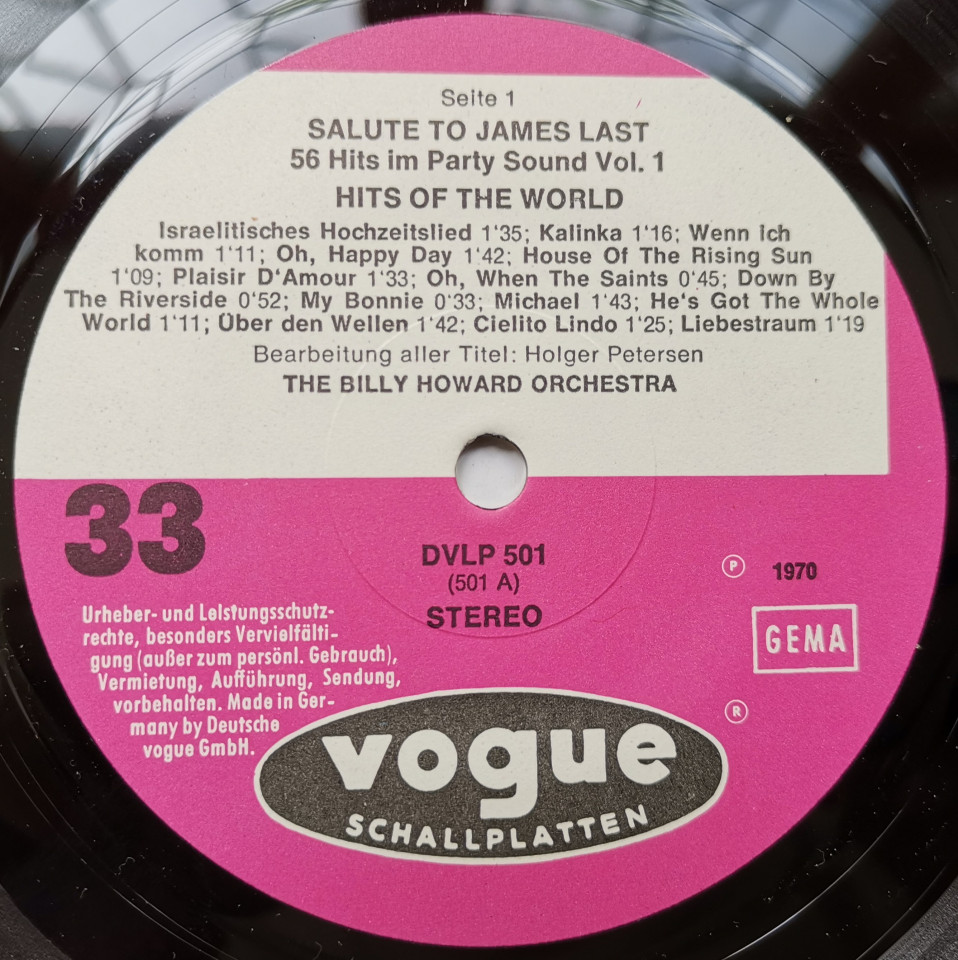 Seite 1
SALUTE TO JAMES LAST
56 Hits im Party Sound Vol. 1
HITS OF THE WORLD
Israelitisches Hochzeitslied 1'35; Kalinka 1'16; Wenn ich
komm 1'11; Oh, Happy Day 1'42; House Of The Rising Sun
1'09; Plaisir D'Amour 1'33; Oh, When The Saints 0'45; Down By
The Riverside 0'52; My Bonnie 0'33; Michael 1'43; He's Got The Whole
World 1'11; Über den Wellen 1'42; Cielito Lindo 1'25; Liebestraum 1'19
Bearbeitung aller Titel: Holger Petersen
THE BILLY HOWARD ORCHESTRA
33
DVLP 501
(501 A)
STEREO
℗ 1970
GEMA
Urheber- und Leistungsschutz-
rechte, besonders Vervielfälti-
gung (außer zum persönl. Gebrauch),
Vermietung, Aufführung, Sendung,
vorbehalten. Made in Ger-
many by Deutsche
vogue GmbH.
®
vogue
SCHALLPLATTEN